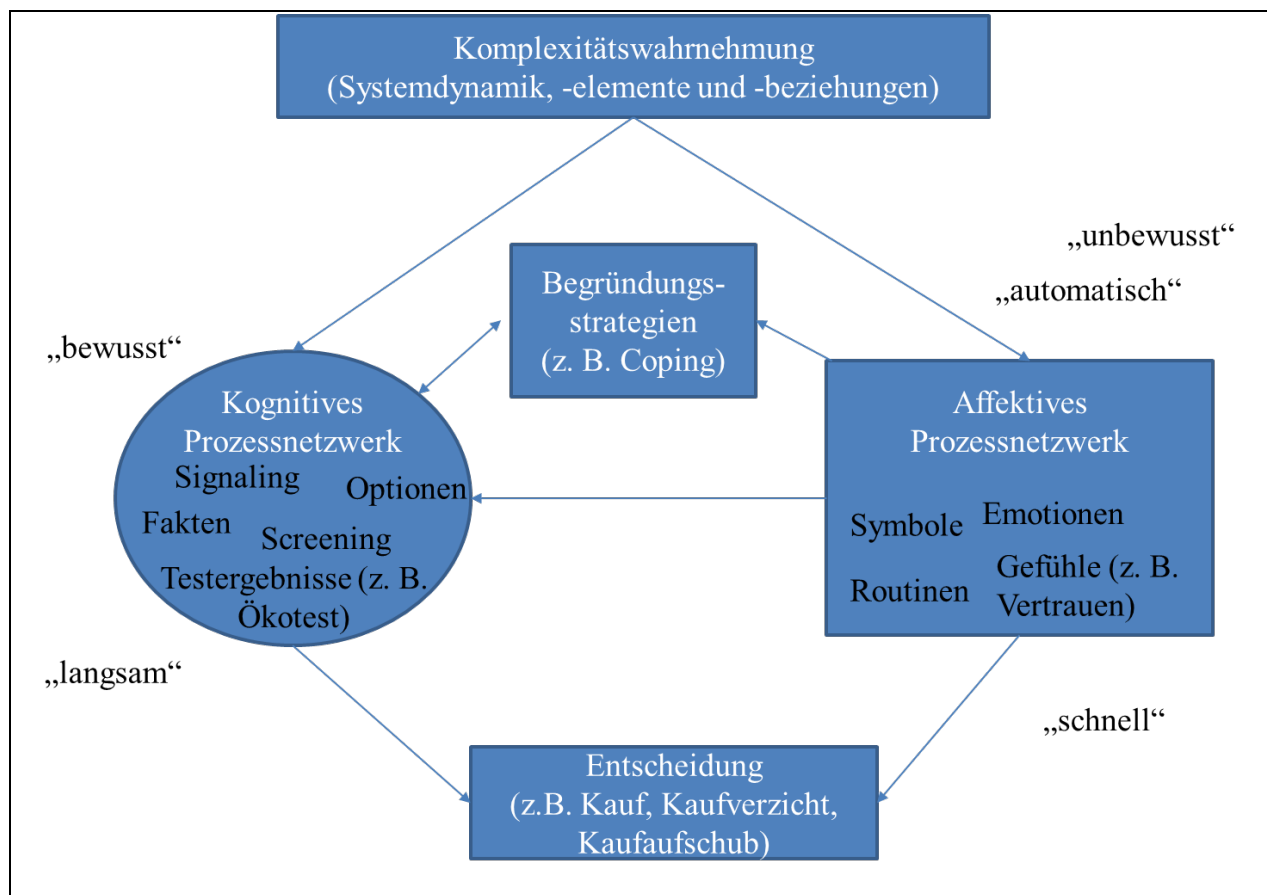 Komplexitätswahrnehmung
(Systemdynamik, -elemente und -beziehungen)
„unbewusst“
„automatisch“
Begründungs-
strategien
(z. B. Coping)
„bewusst“
Kognitives
Prozessnetzwerk
Signaling
Optionen
Fakten
Screening
Testergebnisse (z. B.
Ökotest)
Affektives
Prozessnetzwerk
Symbole
Emotionen
Routinen
Gefühle (z. B.
Vertrauen)
„langsam“
„schnell“
Entscheidung
(z.B. Kauf, Kaufverzicht,
Kaufaufschub)